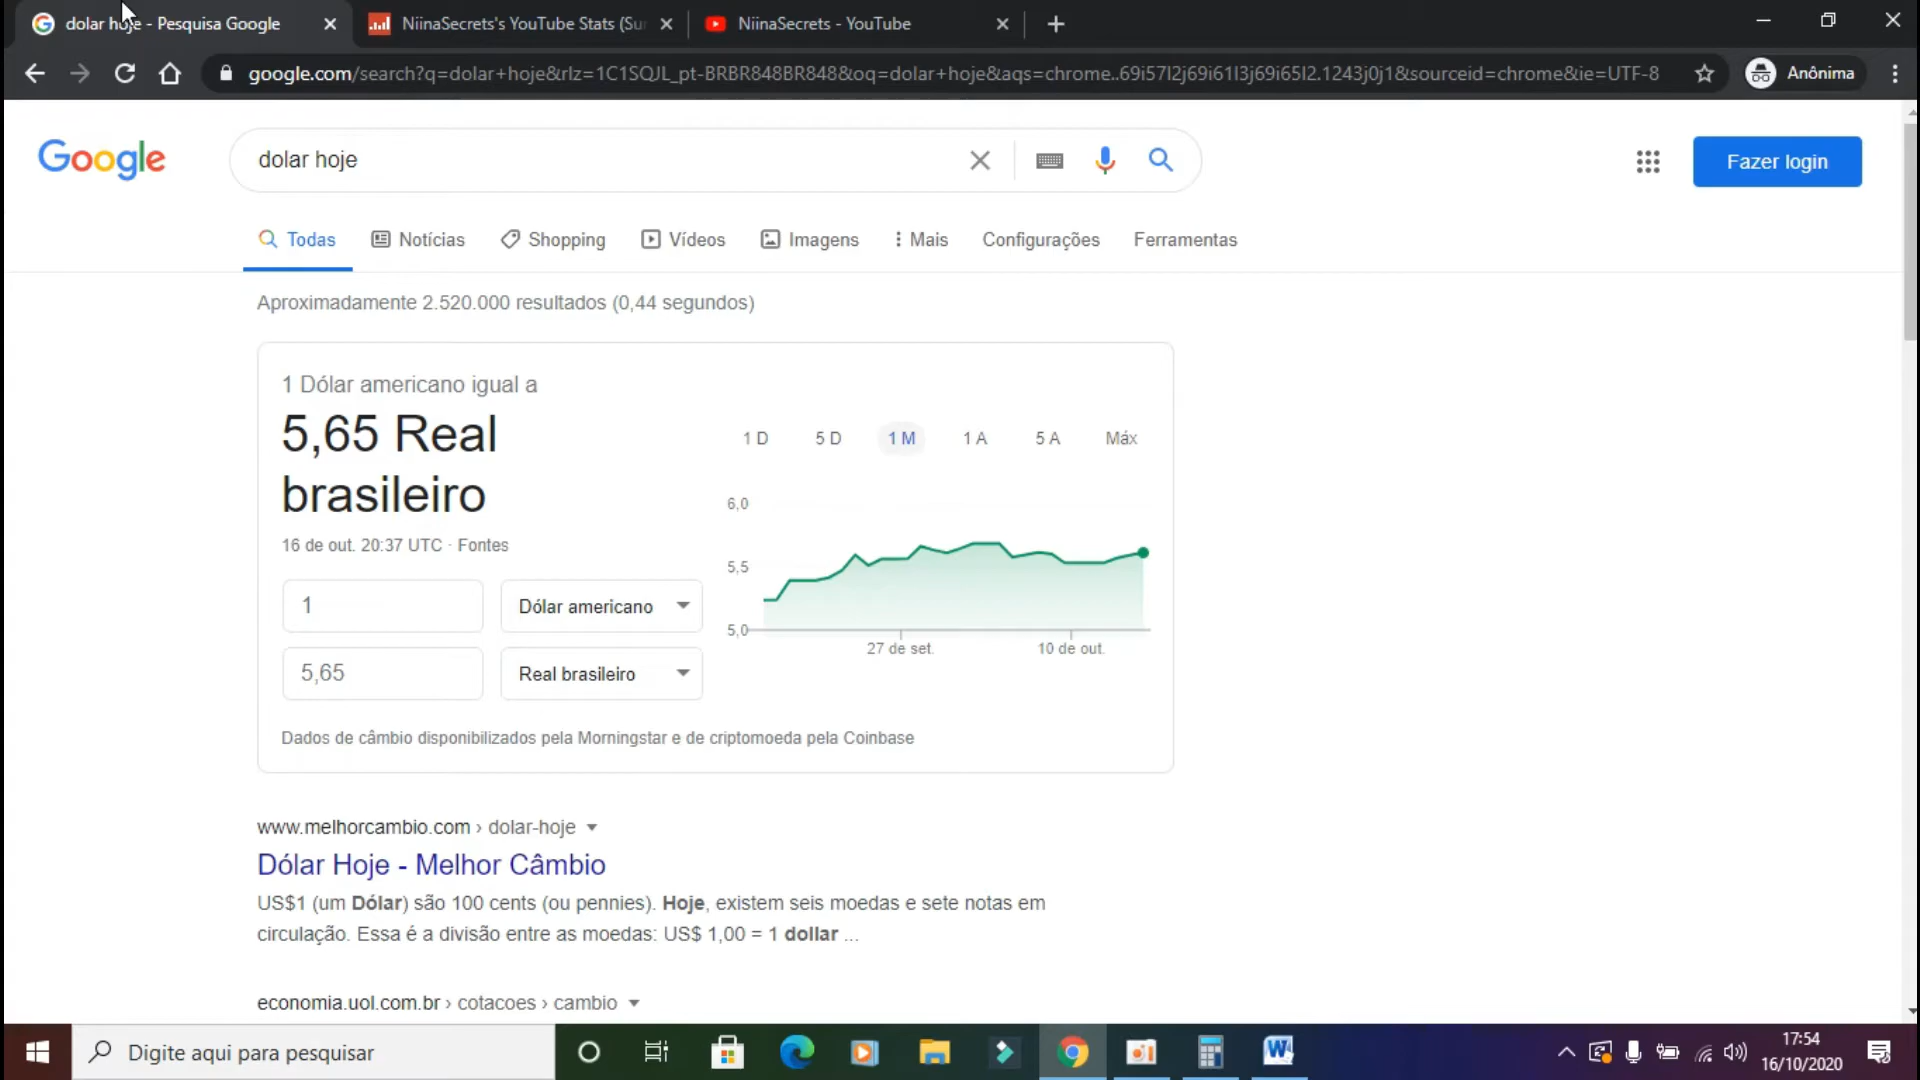 dolar hoje - Pesquisa Google
NiinaSecrets's YouTube Stats (Su
NiinaSecrets - YouTube
google.com/search?q=dolar+hoje&rlz=1C1SQJL_pt-BRBR848BR848&oq=dolar+hoje&aqs=chrome..69i57l2j69i61l3j69i65l2.1243j0j1&sourceid=chrome&ie=UTF-8
Anônima
Google
dolar hoje
Fazer login
Todas
Notícias
Shopping
Vídeos
Imagens
Mais
Configurações
Ferramentas
Aproximadamente 2.520.000 resultados (0,44 segundos)
1 Dólar americano igual a
5,65 Real
brasileiro
16 de out. 20:37 UTC · Fontes
1
Dólar americano
5,65
Real brasileiro
1 D
5 D
1 M
1 A
5 A
Máx
6,0
5,5
5,0
27 de set.
10 de out.
Dados de câmbio disponibilizados pela Morningstar e de criptomoeda pela Coinbase
www.melhorcambio.com › dolar-hoje
Dólar Hoje - Melhor Câmbio
US$1 (um Dólar) são 100 cents (ou pennies). Hoje, existem seis moedas e sete notas em
circulação. Essa é a divisão entre as moedas: US$ 1,00 = 1 dollar ...
economia.uol.com.br › cotacoes › cambio
Digite aqui para pesquisar
17:54
16/10/2020